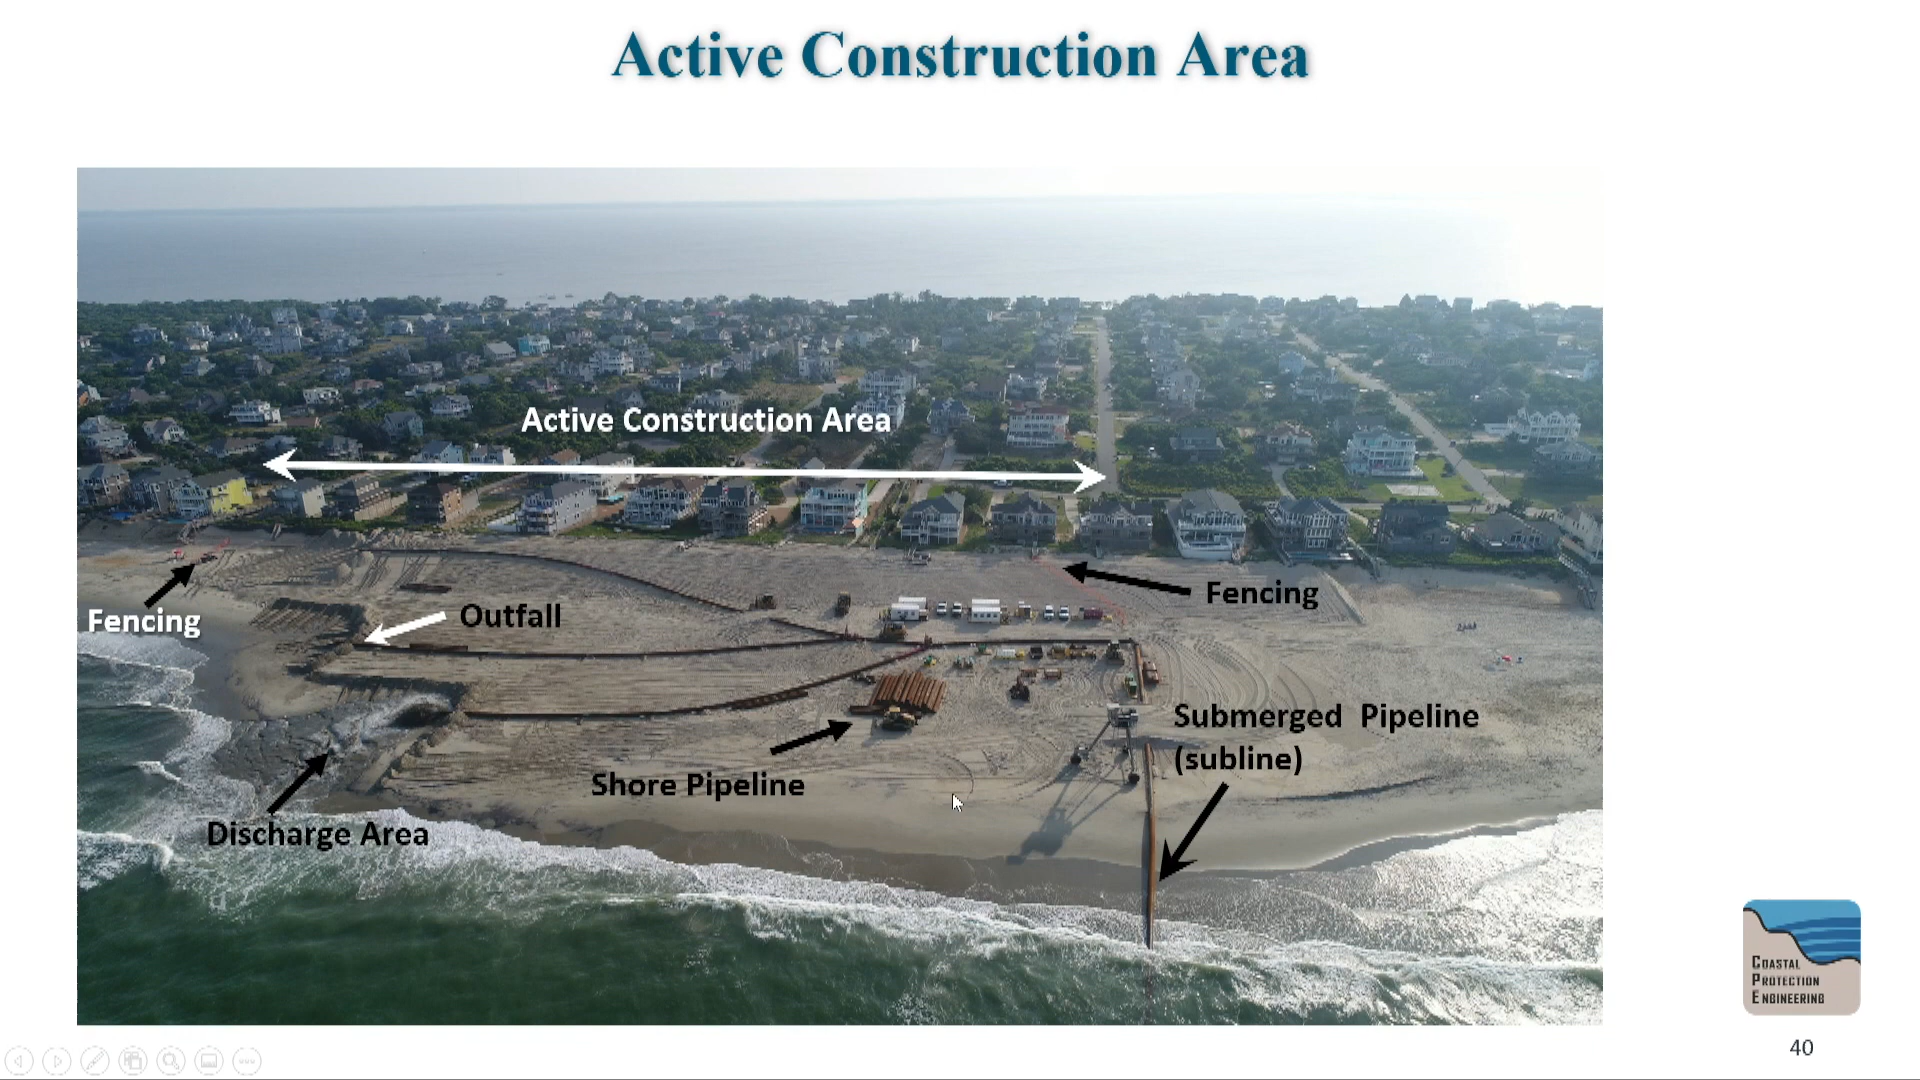 Active Construction Area
Active Construction Area
Fencing
Outfall
Fencing
Submerged Pipeline
(subline)
Shore Pipeline
Discharge Area
COASTAL
PROTECTION
ENGINEERING
40